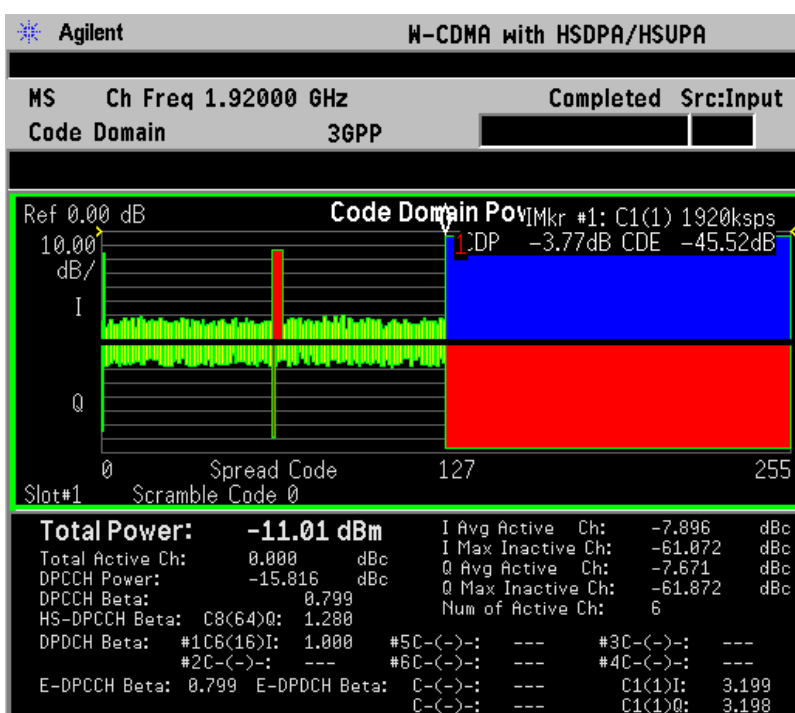 Agilent W-CDMA with HSDPA/HSUPA
MS Ch Freq 1.92000 GHz Completed Src:Input
Code Domain 3GPP
Ref 0.00 dB Code Domain Pow IMkr #1: C1(1) 1920ksps
10.00 1 CDP -3.77dB CDE -45.52dB
dB/
I
Q
0 Spread Code 127 255
Slot#1 Scramble Code 0
Total Power: -11.01 dBm I Avg Active Ch: -7.896 dBc
Total Active Ch: 0.000 dBc I Max Inactive Ch: -61.072 dBc
DPCCH Power: -15.816 dBc Q Avg Active Ch: -7.671 dBc
DPCCH Beta: 0.799 Q Max Inactive Ch: -61.872 dBc
HS-DPCCH Beta: C8(64)Q: 1.280 Num of Active Ch: 6
DPDCH Beta: #1C6(16)I: 1.000 #5C-(-)-: --- #3C-(-)-: ---
#2C-(-)-: --- #6C-(-)-: --- #4C-(-)-: ---
E-DPCCH Beta: 0.799 E-DPDCH Beta: C-(-)-: --- C1(1)I: 3.199
C-(-)-: --- C1(1)Q: 3.198